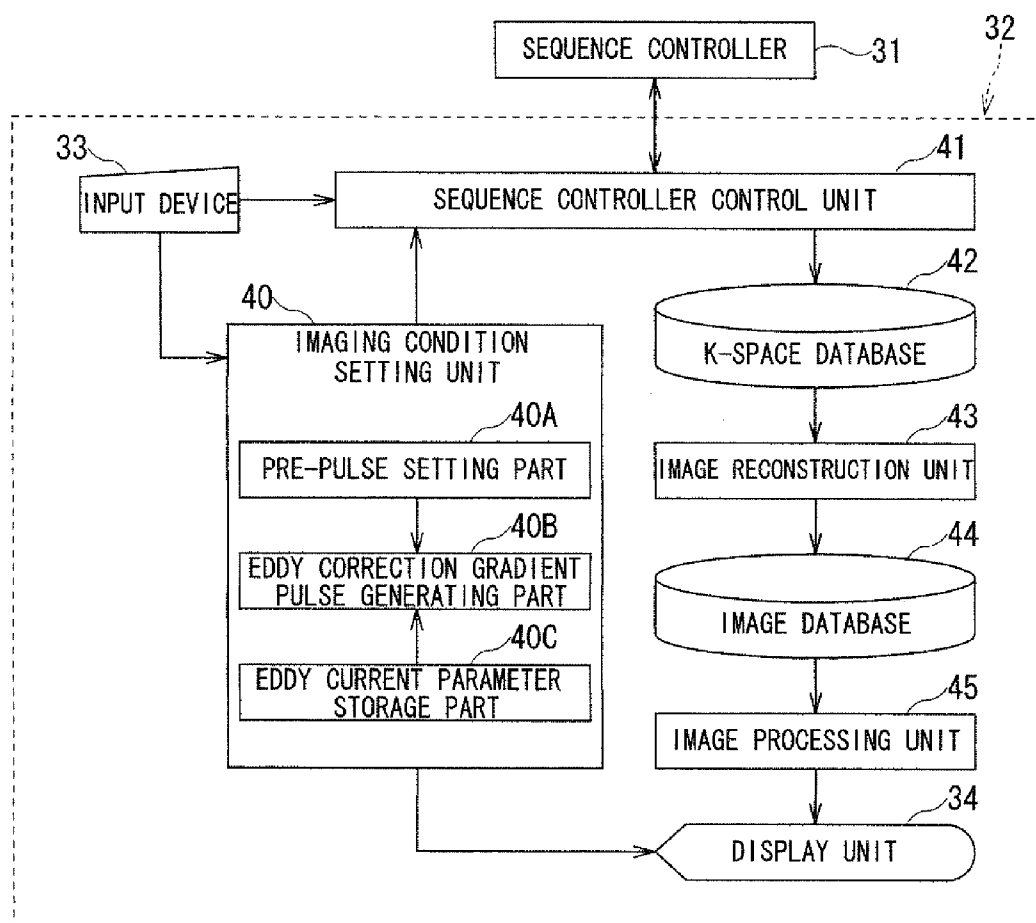 32
SEQUENCE CONTROLLER
31
33
41
INPUT DEVICE
SEQUENCE CONTROLLER CONTROL UNIT
42
40
IMAGING CONDITION
SETTING UNIT
K-SPACE DATABASE
40A
43
PRE-PULSE SETTING PART
IMAGE RECONSTRUCTION UNIT
40B
44
EDDY CORRECTION GRADIENT
PULSE GENERATING PART
IMAGE DATABASE
40C
EDDY CURRENT PARAMETER
STORAGE PART
45
IMAGE PROCESSING UNIT
34
DISPLAY UNIT